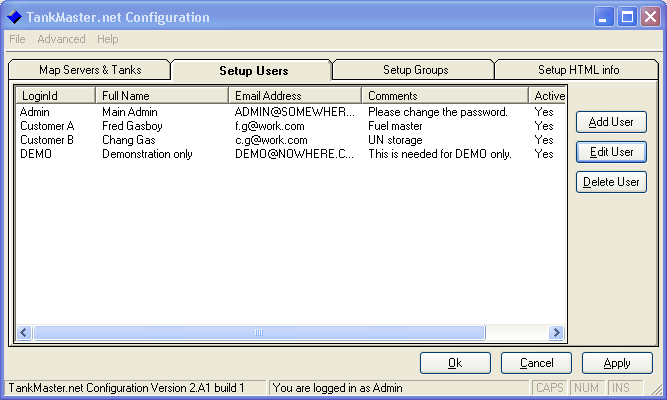 TankMaster.net Configuration
File Advanced Help
Map Servers & Tanks Setup Users Setup Groups Setup HTML info
LoginId Full Name Email Address Comments Active
Admin Main Admin ADMIN@SOMEWHER... Please change the password. Yes
Customer A Fred Gasboy f.g@work.com Fuel master Yes
Customer B Chang Gas c.g@work.com UN storage Yes
DEMO Demonstration only DEMO@NOWHERE.C... This is needed for DEMO only. Yes
Add User
Edit User
Delete User
Ok Cancel Apply
TankMaster.net Configuration Version 2.A1 build 1 You are logged in as Admin CAPS NUM INS